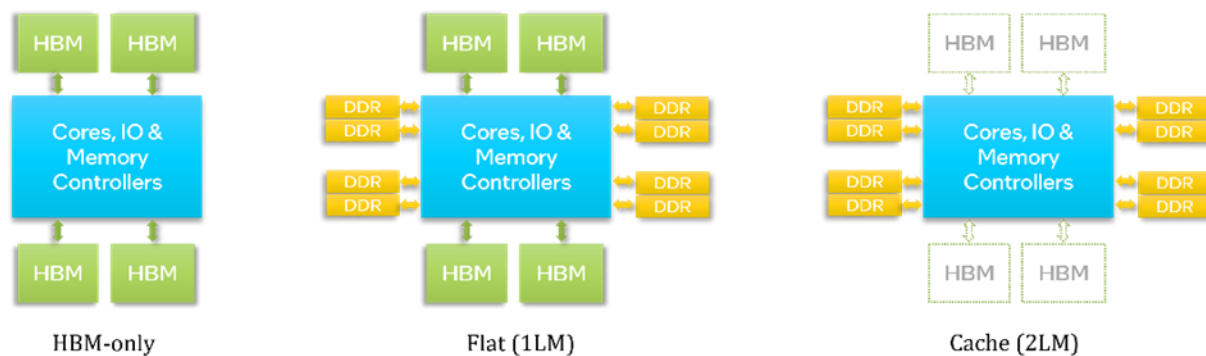 HBM HBM
Cores, IO &
Memory
Controllers
HBM HBM
HBM-only
HBM HBM
DDR DDR
DDR DDR
Cores, IO &
Memory
Controllers
DDR DDR
DDR DDR
HBM HBM
Flat (1LM)
HBM HBM
DDR DDR
DDR DDR
Cores, IO &
Memory
Controllers
DDR DDR
DDR DDR
HBM HBM
Cache (2LM)